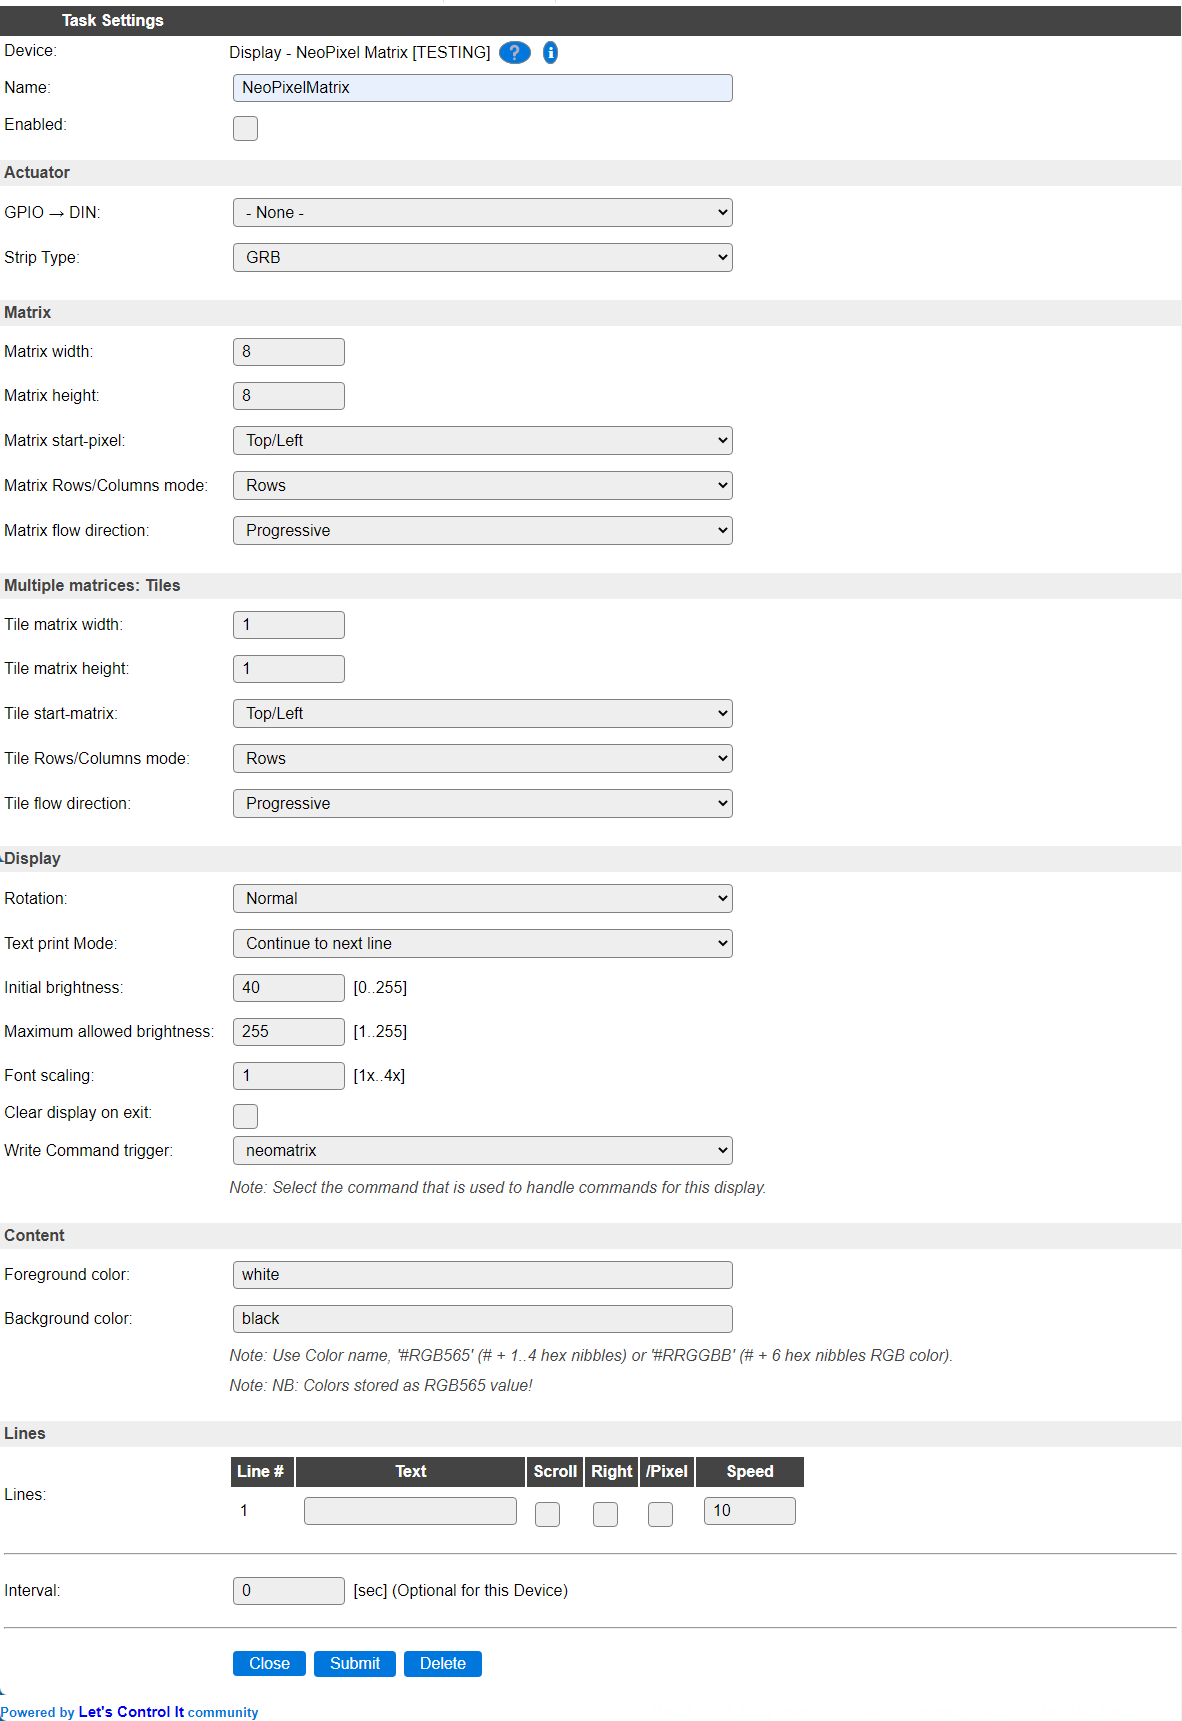 Task Settings
Device: Display - NeoPixel Matrix [TESTING] ? i
Name: NeoPixelMatrix
Enabled:
Actuator
GPIO → DIN: - None -
Strip Type: GRB
Matrix
Matrix width: 8
Matrix height: 8
Matrix start-pixel: Top/Left
Matrix Rows/Columns mode: Rows
Matrix flow direction: Progressive
Multiple matrices: Tiles
Tile matrix width: 1
Tile matrix height: 1
Tile start-matrix: Top/Left
Tile Rows/Columns mode: Rows
Tile flow direction: Progressive
Display
Rotation: Normal
Text print Mode: Continue to next line
Initial brightness: 40 [0..255]
Maximum allowed brightness: 255 [1..255]
Font scaling: 1 [1x..4x]
Clear display on exit:
Write Command trigger: neomatrix
Note: Select the command that is used to handle commands for this display.
Content
Foreground color: white
Background color: black
Note: Use Color name, '#RGB565' (# + 1..4 hex nibbles) or '#RRGGBB' (# + 6 hex nibbles RGB color).
Note: NB: Colors stored as RGB565 value!
Lines
Line # Text Scroll Right /Pixel Speed
Lines:
1 10
Interval: 0 [sec] (Optional for this Device)
Close Submit Delete
Powered by Let's Control It community